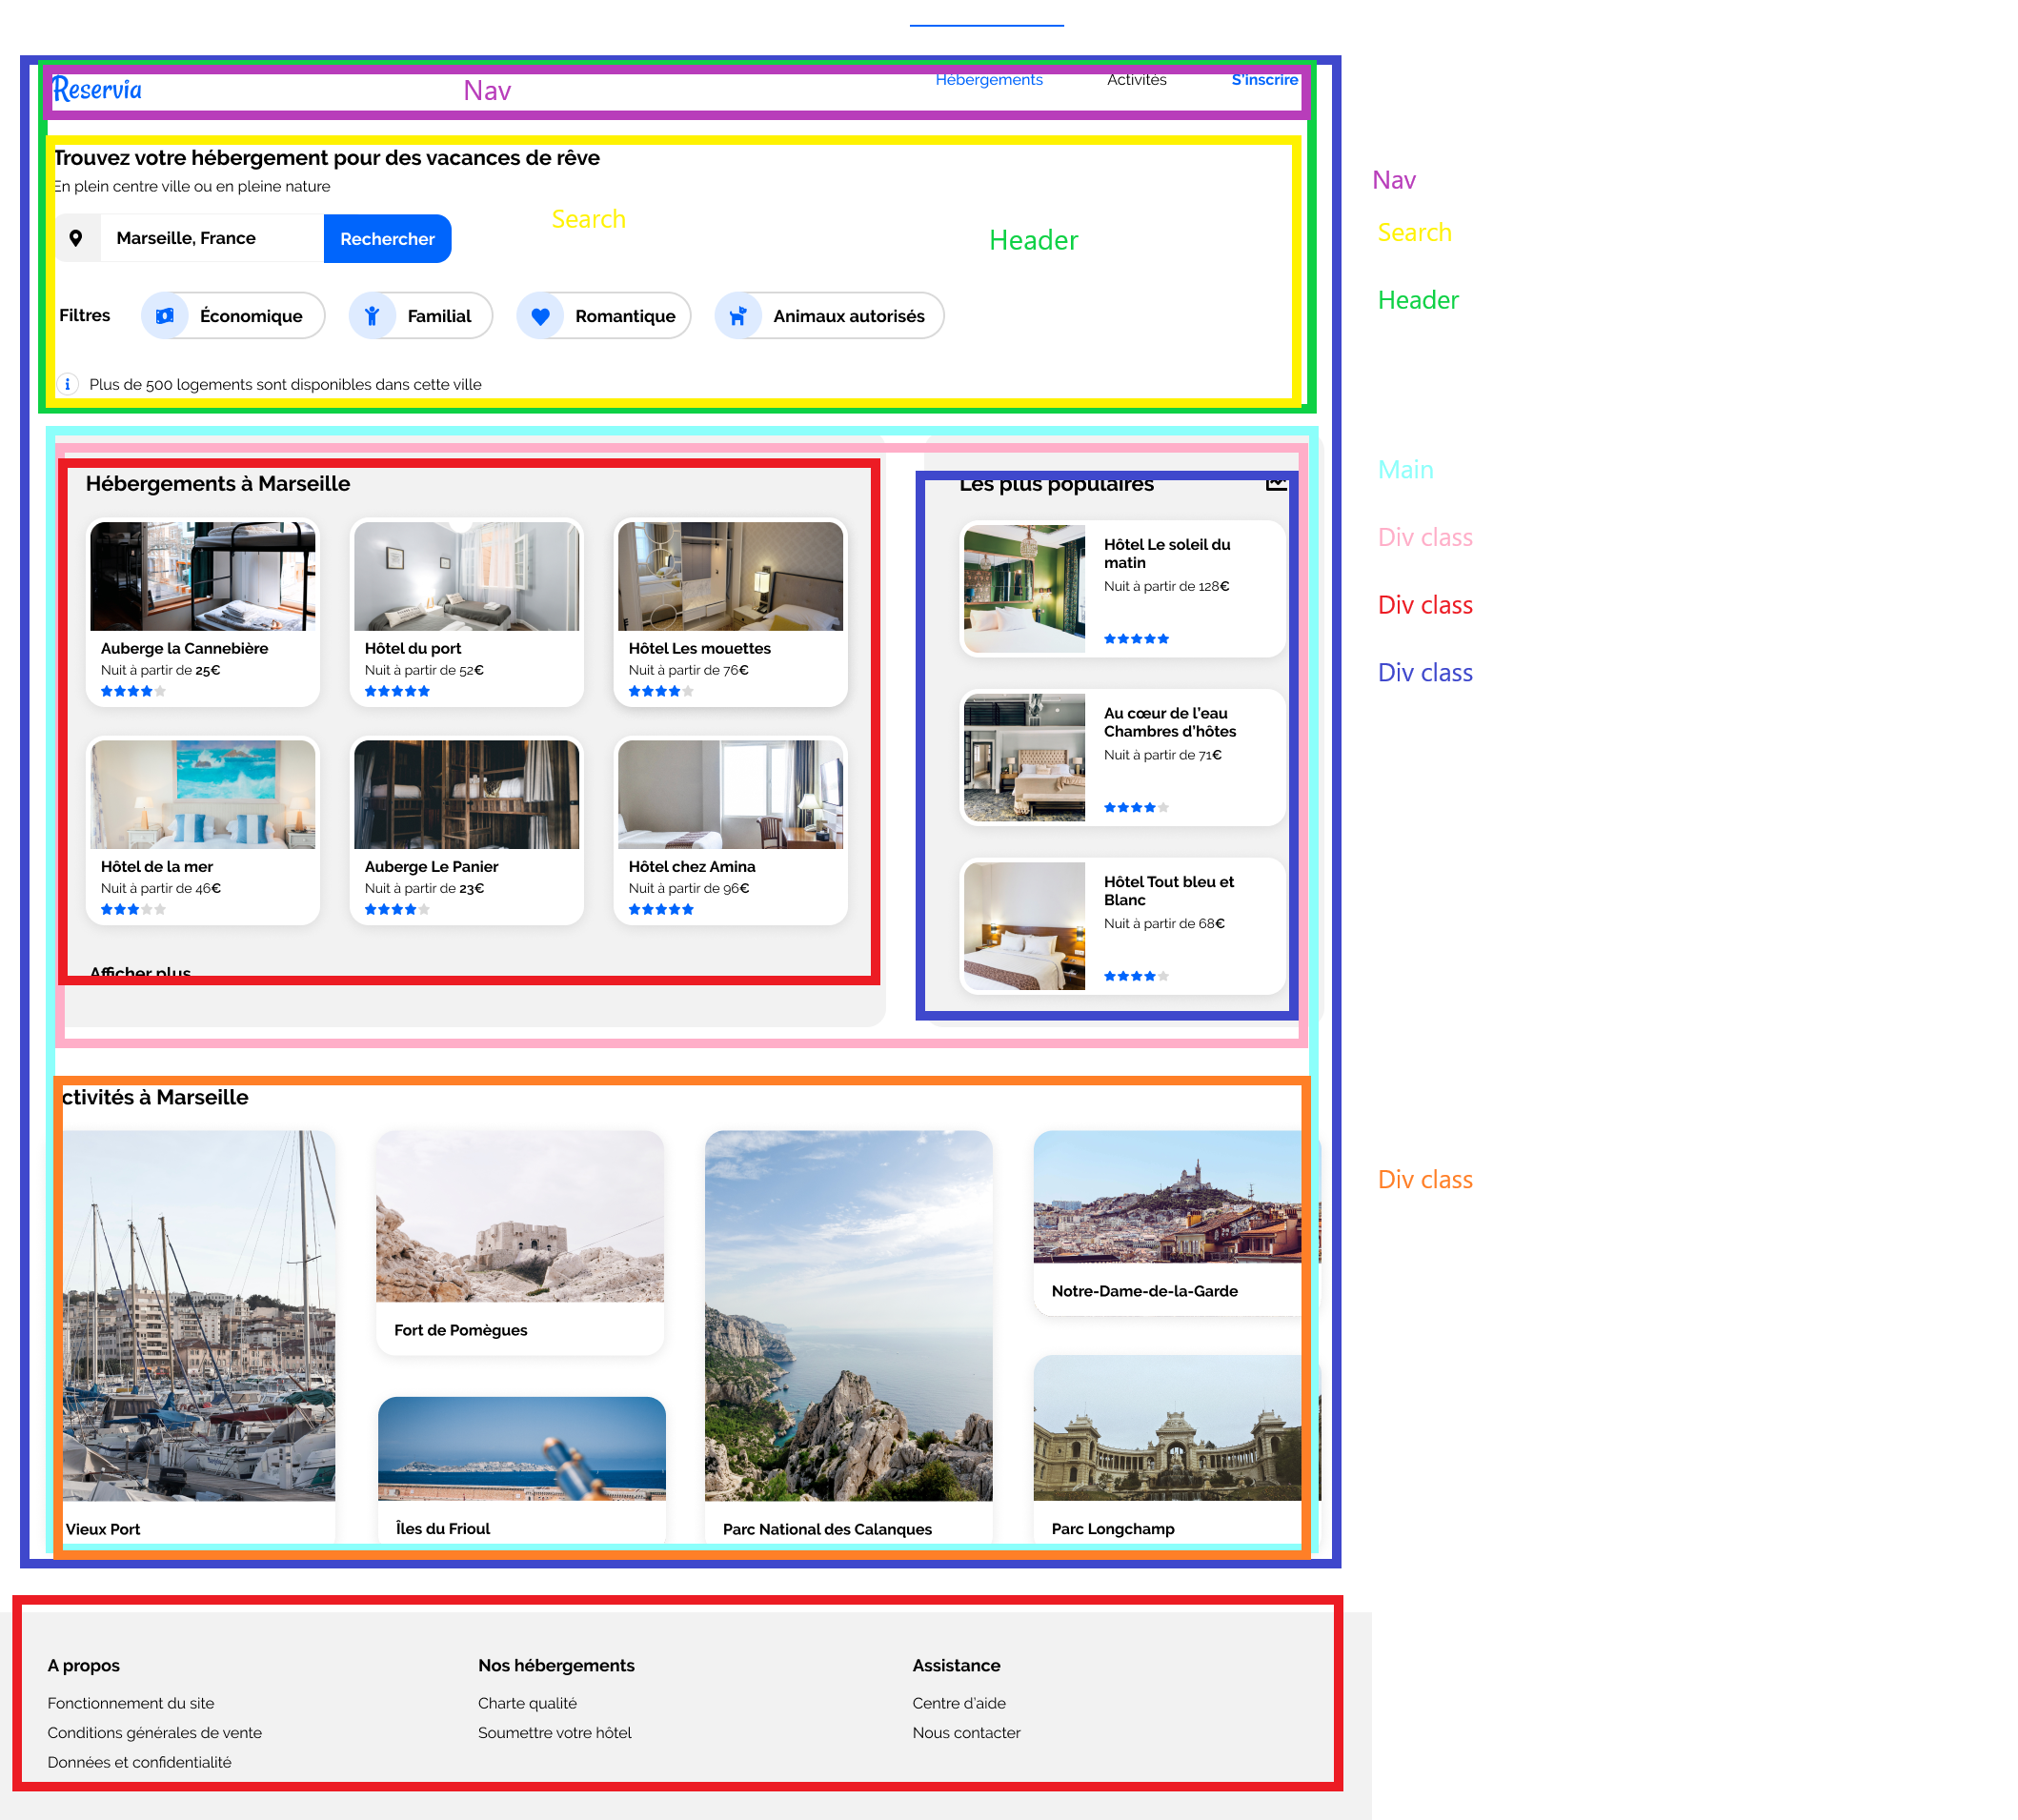 Reservia
Nav
Hébergements
Activités
S'inscrire
Trouvez votre hébergement pour des vacances de rêve
En plein centre ville ou en pleine nature
Nav
Search
Search
Marseille, France
Rechercher
Header
Header
Filtres
Économique
Familial
Romantique
Animaux autorisés
Plus de 500 logements sont disponibles dans cette ville
Main
Hébergements à Marseille
Les plus populaires
Div class
Div class
Div class
Auberge la Cannebière
Nuit à partir de 25€
Hôtel du port
Nuit à partir de 52€
Hôtel Les mouettes
Nuit à partir de 76€
Hôtel de la mer
Nuit à partir de 46€
Auberge Le Panier
Nuit à partir de 23€
Hôtel chez Amina
Nuit à partir de 96€
Afficher plus
Hôtel Le soleil du
matin
Nuit à partir de 128€
Au cœur de l'eau
Chambres d'hôtes
Nuit à partir de 71€
Hôtel Tout bleu et
Blanc
Nuit à partir de 68€
ctivités à Marseille
Div class
Vieux Port
Fort de Pomègues
Îles du Frioul
Parc National des Calanques
Notre-Dame-de-la-Garde
Parc Longchamp
A propos
Fonctionnement du site
Conditions générales de vente
Données et confidentialité
Nos hébergements
Charte qualité
Soumettre votre hôtel
Assistance
Centre d'aide
Nous contacter